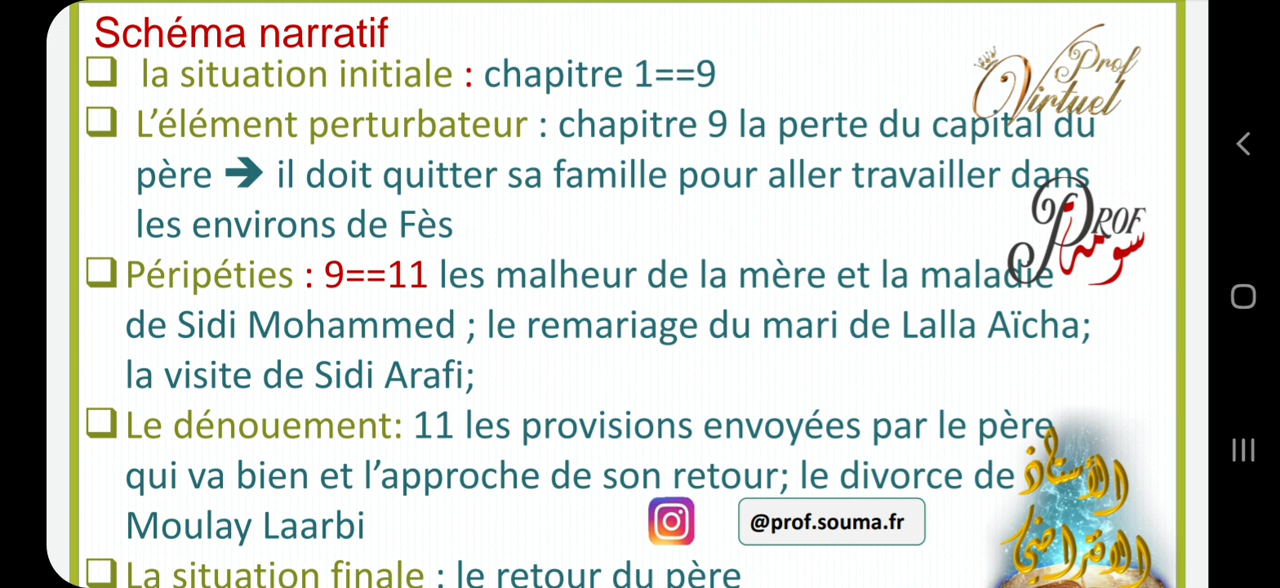 Schéma narratif
❑ la situation initiale : chapitre 1==9
❑ L’élément perturbateur : chapitre 9 la perte du capital du
père ➔ il doit quitter sa famille pour aller travailler dans
les environs de Fès
❑ Péripéties : 9==11 les malheur de la mère et la maladie
de Sidi Mohammed ; le remariage du mari de Lalla Aïcha;
la visite de Sidi Arafi;
❑ Le dénouement: 11 les provisions envoyées par le père
qui va bien et l’approche de son retour; le divorce de
Moulay Laarbi
❑ La situation finale : le retour du père
Prof
Virtuel
PROF
سومة
الأستاذ
الافتراضي
@prof.souma.fr